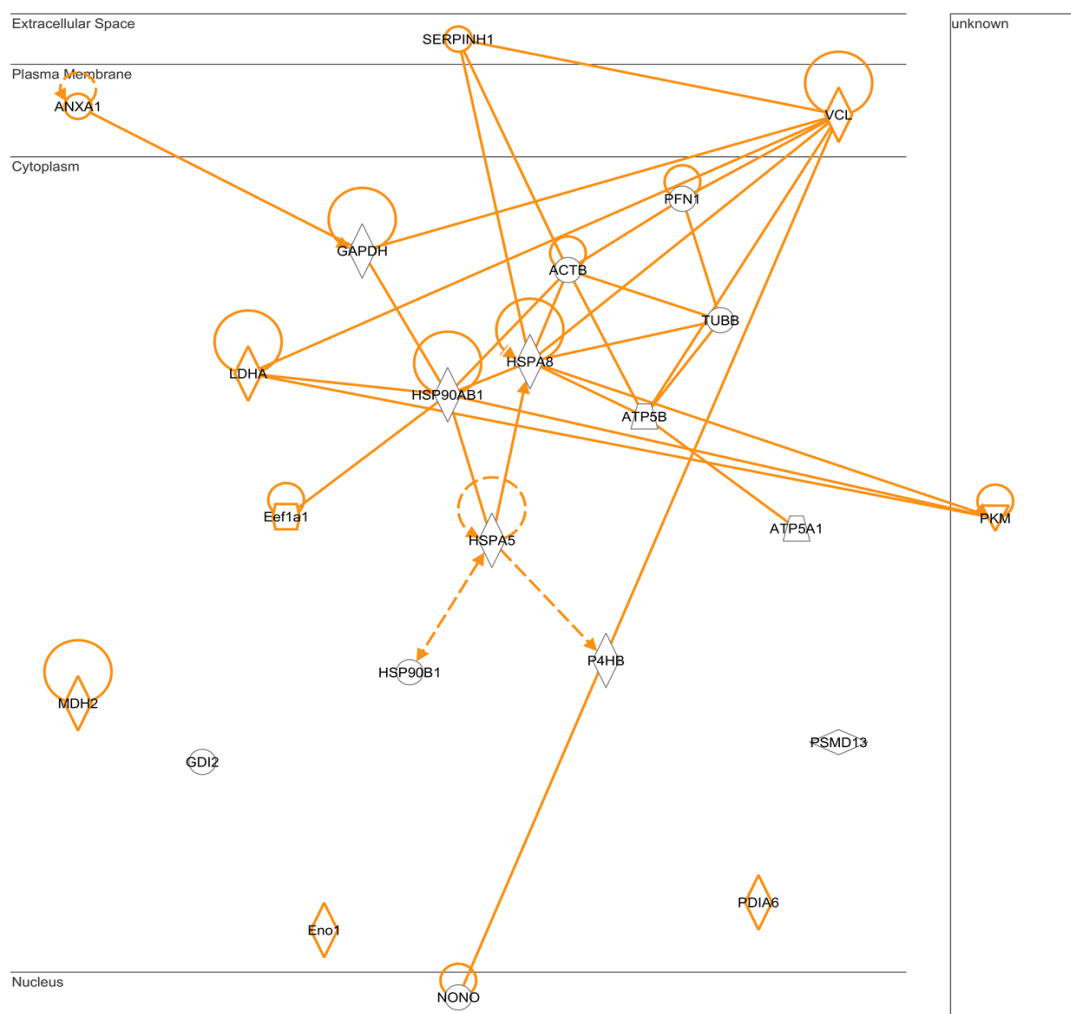 Extracellular Space
unknown
SERPINH1
Plasma Membrane
ANXA1
VCL
Cytoplasm
PFN1
GAPDH
ACTB
TUBB
HSPA8
LDHA
HSP90AB1
ATP5B
Eef1a1
PKM
ATP5A1
HSPA5
P4HB
HSP90B1
MDH2
PSMD13
GDI2
PDIA6
Eno1
Nucleus
NONO